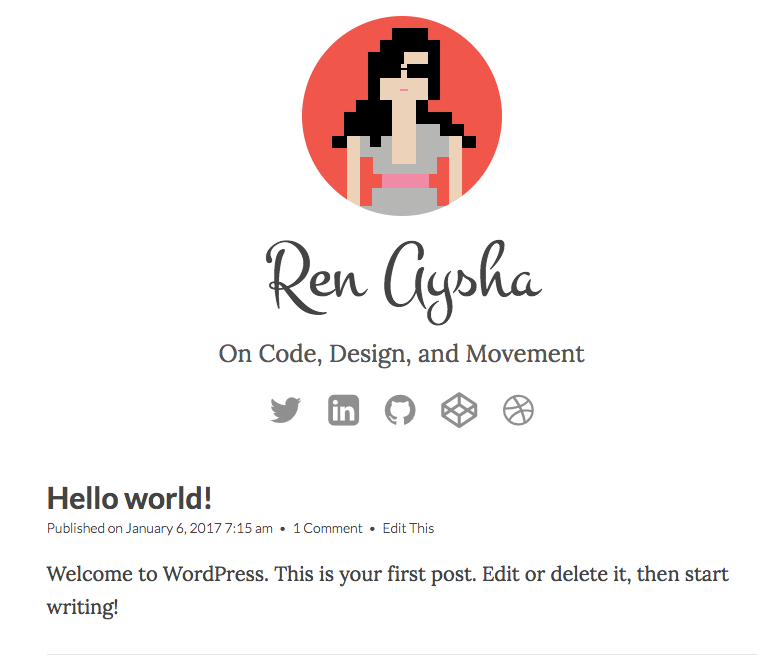 Ren Aysha
On Code, Design, and Movement
in
Hello world!
Published on January 6, 2017 7:15 am • 1 Comment • Edit This
Welcome to WordPress. This is your first post. Edit or delete it, then start
writing!